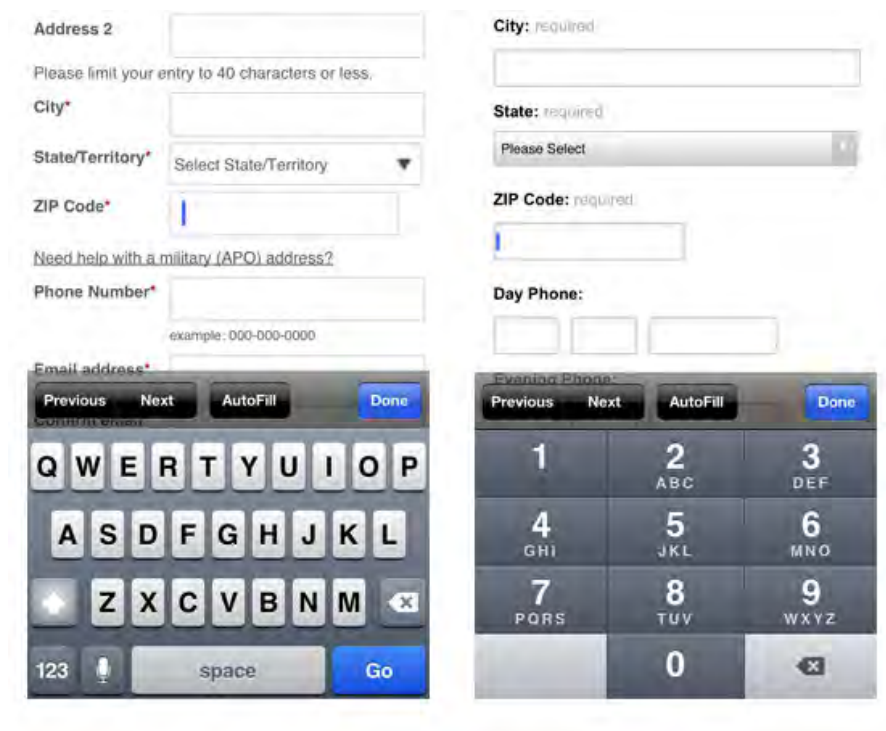 Address 2
Please limit your entry to 40 characters or less.
City*
State/Territory* Select State/Territory
ZIP Code*
Need help with a military (APO) address?
Phone Number*
example: 000-000-0000
Email address*
Previous Next AutoFill Done
Confirm email
Q W E R T Y U I O P
A S D F G H J K L
Z X C V B N M
123 space Go
City: required
State: required
Please Select
ZIP Code: required
Day Phone:
Evening Phone:
Previous Next AutoFill Done
1 2 3
ABC DEF
4 5 6
GHI JKL MNO
7 8 9
PQRS TUV WXYZ
0